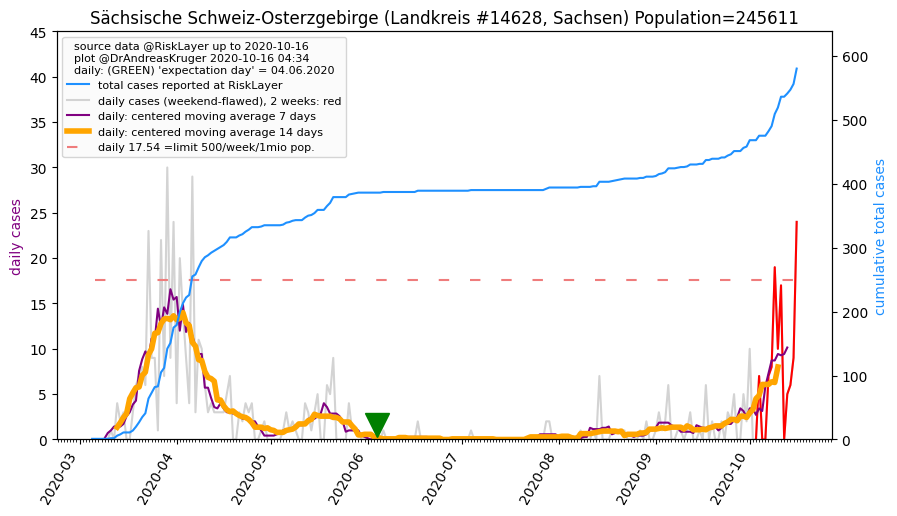 Sächsische Schweiz-Osterzgebirge (Landkreis #14628, Sachsen) Population=245611
source data @RiskLayer up to 2020-10-16
plot @DrAndreasKruger 2020-10-16 04:34
daily: (GREEN) 'expectation day' = 04.06.2020
total cases reported at RiskLayer
daily cases (weekend-flawed), 2 weeks: red
daily: centered moving average 7 days
daily: centered moving average 14 days
daily 17.54 =limit 500/week/1mio pop.
daily cases
45
40
35
30
25
20
15
10
5
0
cumulative total cases
600
500
400
300
200
100
0
2020-03
2020-04
2020-05
2020-06
2020-07
2020-08
2020-09
2020-10